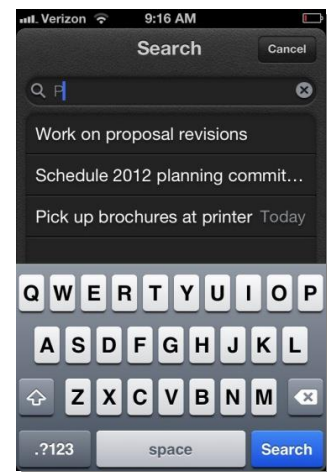 Verizon 9:16 AM
Search Cancel
P
Work on proposal revisions
Schedule 2012 planning commit...
Pick up brochures at printer Today
Q W E R T Y U I O P
A S D F G H J K L
Z X C V B N M
.?123 space Search